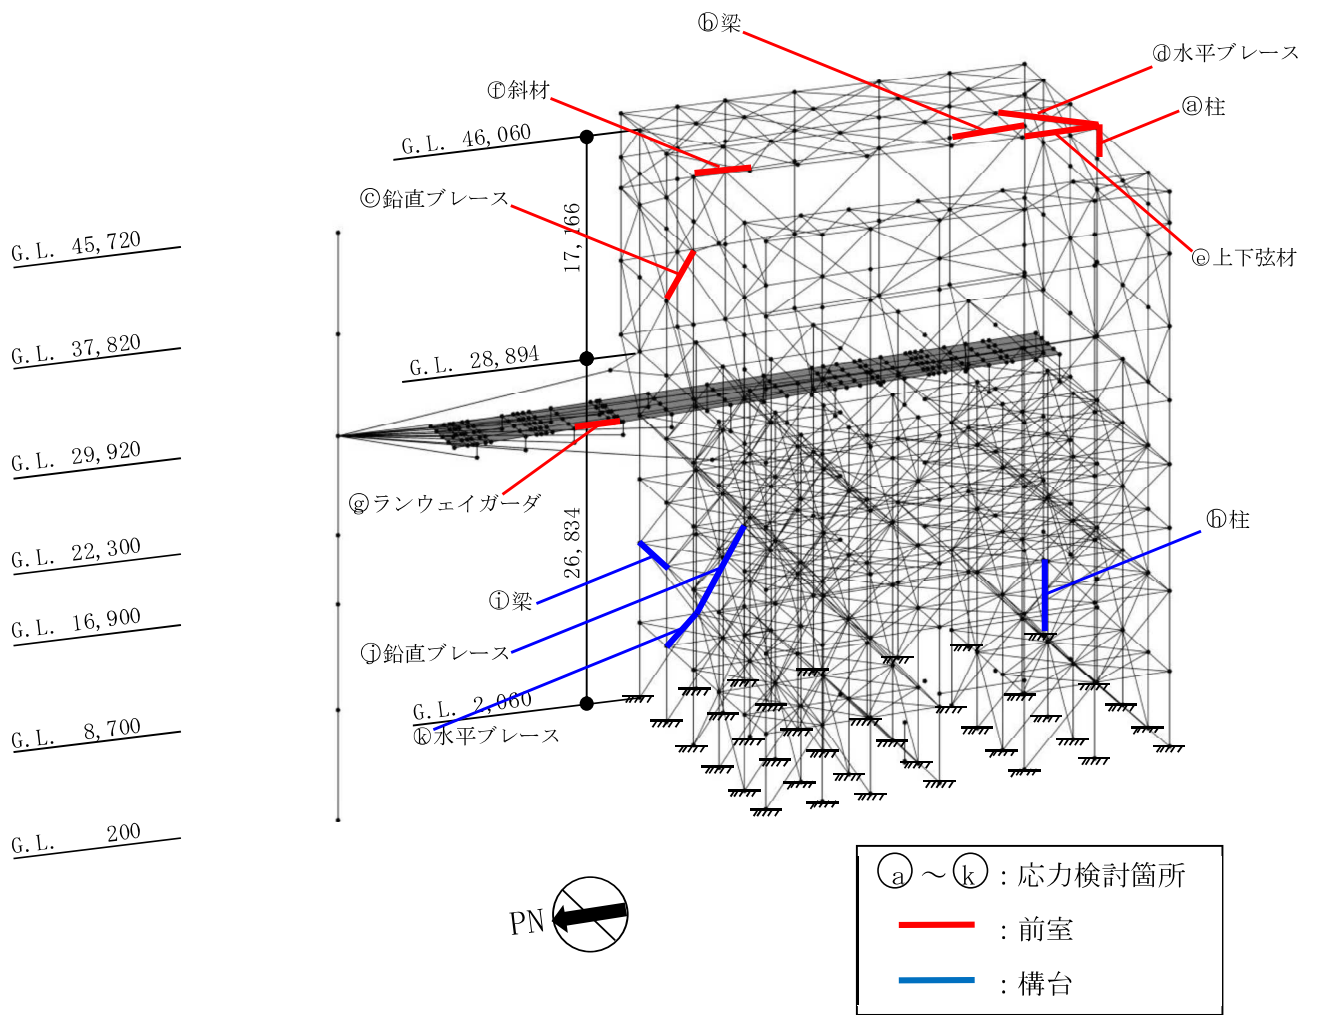 ⓑ梁
ⓓ水平ブレース
ⓕ斜材
ⓐ柱
G.L. 46,060
ⓒ鉛直ブレース
17,166
G.L. 45,720
ⓔ上下弦材
G.L. 37,820
G.L. 28,894
G.L. 29,920
ⓖランウェイガーダ
ⓗ柱
26,834
G.L. 22,300
ⓘ梁
G.L. 16,900
ⓙ鉛直ブレース
G.L. 2,060
ⓚ水平ブレース
G.L. 8,700
G.L. 200
PN
ⓐ～ⓚ：応力検討箇所
：前室
：構台